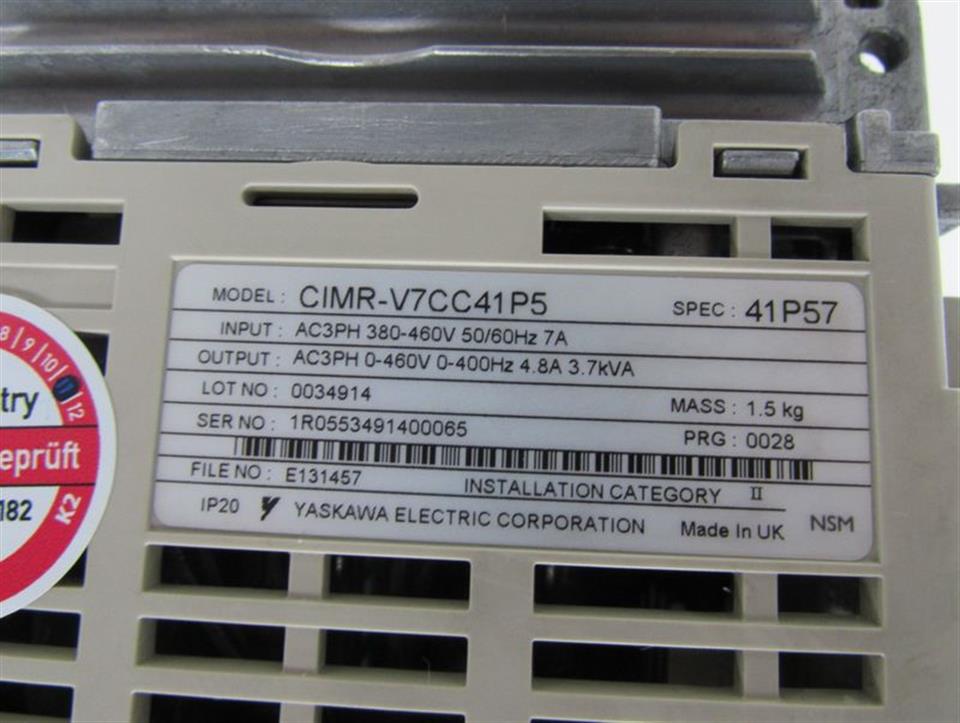 MODEL : CIMR-V7CC41P5 SPEC : 41P57
INPUT : AC3PH 380-460V 50/60Hz 7A
OUTPUT : AC3PH 0-460V 0-400Hz 4.8A 3.7kVA
LOT NO : 0034914 MASS : 1.5 kg
SER NO : 1R0553491400065 PRG : 0028
FILE NO : E131457 INSTALLATION CATEGORY II
IP20 YASKAWA ELECTRIC CORPORATION Made In UK NSM
8/9/10/ 12
try
eprüft
182
K2